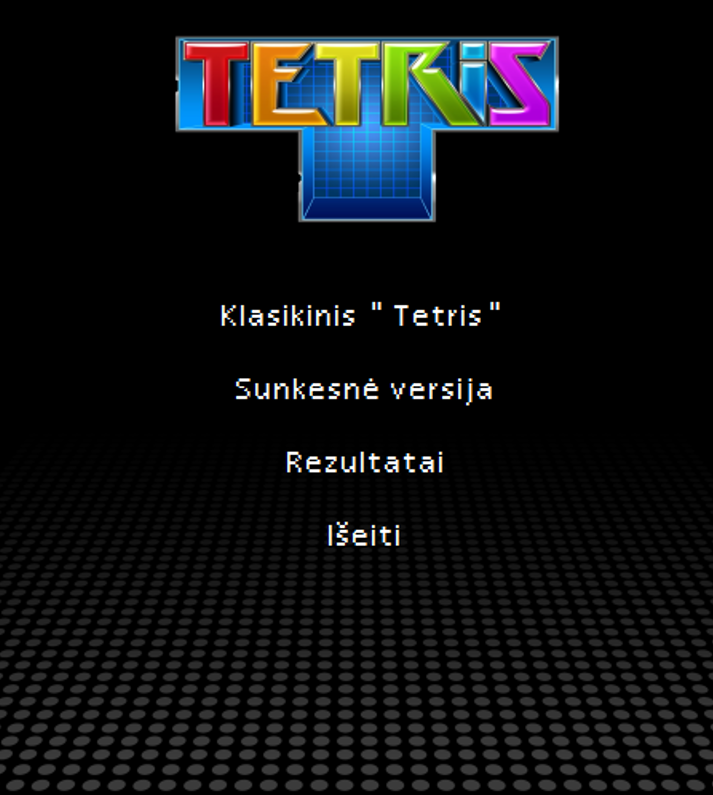 TETRiS
Klasikinis " Tetris"
Sunkesnė versija
Rezultatai
Išeiti